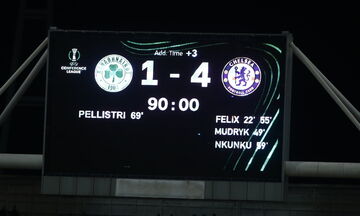 Add. Time +3
CONFERENCE
LEAGUE
1 - 4
90:00
PELLISTRI 69'
FELIX 22' 55'
MUDRYK 49'
NKUNKU 59'